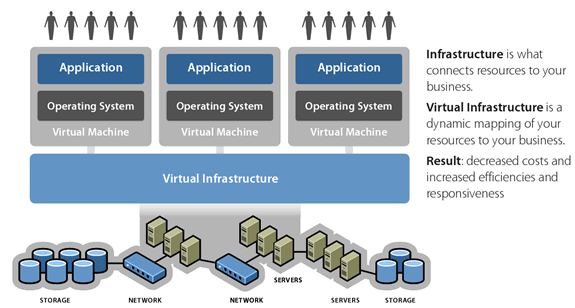 Application
Operating System
Virtual Machine
Application
Operating System
Virtual Machine
Application
Operating System
Virtual Machine
Virtual Infrastructure
STORAGE
NETWORK
NETWORK
SERVERS
SERVERS
STORAGE
Infrastructure is what
connects resources to your
business.
Virtual Infrastructure is a
dynamic mapping of your
resources to your business.
Result: decreased costs and
increased efficiencies and
responsiveness